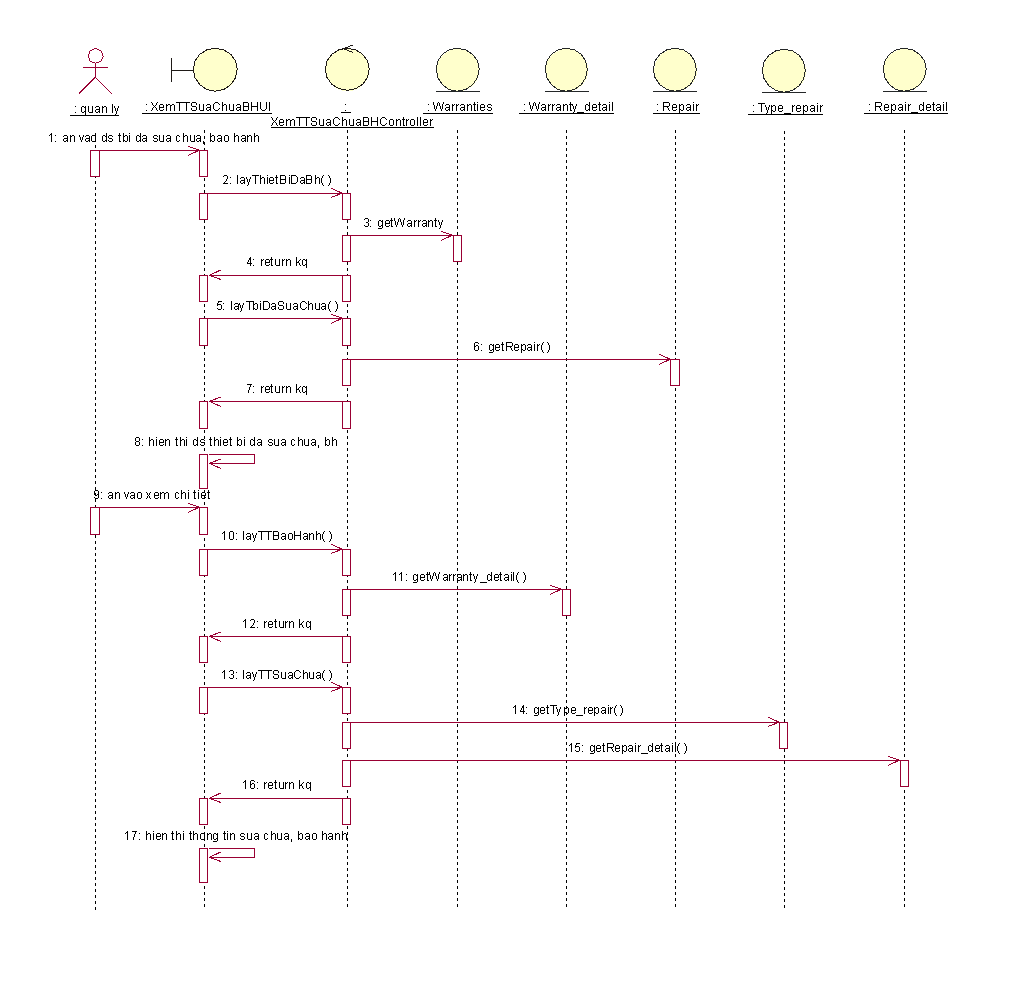 : quan ly
: XemTTSuaChuaBHUI
:
XemTTSuaChuaBHController
: Warranties
: Warranty_detail
: Repair
: Type_repair
: Repair_detail
1: an vad ds tbi da sua chua, bao hanh
2: layThietBiDaBh( )
3: getWarranty
4: return kq
5: layTbiDaSuaChua( )
6: getRepair( )
7: return kq
8: hien thi ds thiet bi da sua chua, bh
9: an vao xem chi tiet
10: layTTBaoHanh( )
11: getWarranty_detail( )
12: return kq
13: layTTSuaChua( )
14: getType_repair( )
15: getRepair_detail( )
16: return kq
17: hien thi thong tin sua chua, bao hanh